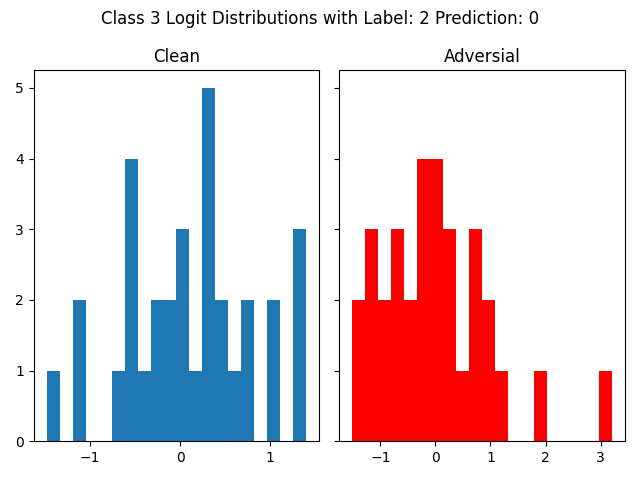 Class 3 Logit Distributions with Label: 2 Prediction: 0
Clean
Adversial
5
4
3
2
1
0
−1 0 1
−1 0 1 2 3